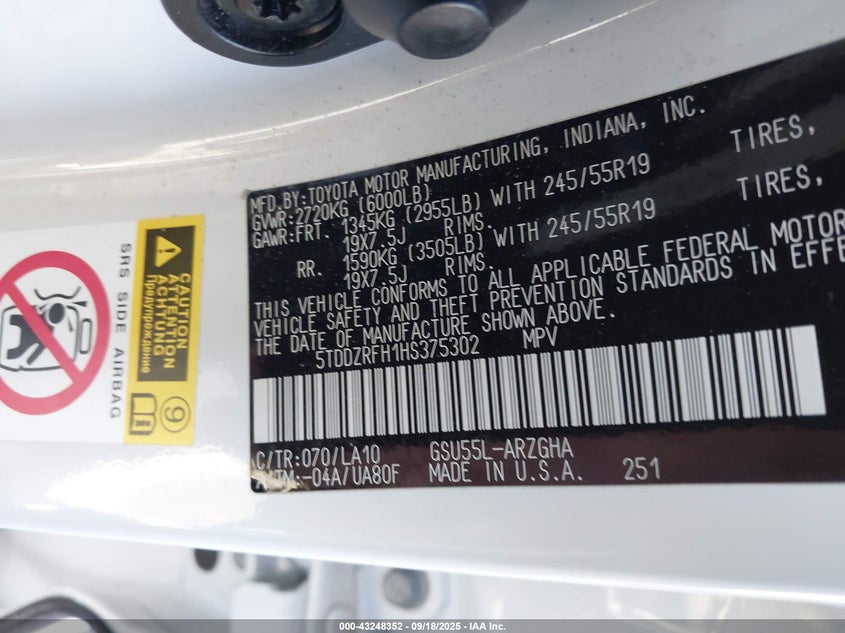 MFD.BY:TOYOTA MOTOR MANUFACTURING, INDIANA, INC.
GVWR:2720KG (6000LB)
GAWR:FRT. 1345KG (2955LB) WITH 245/55R19 TIRES,
19X7.5J RIMS.
RR. 1590KG (3505LB) WITH 245/55R19 TIRES,
19X7.5J RIMS.
THIS VEHICLE CONFORMS TO ALL APPLICABLE FEDERAL MOTOR
VEHICLE SAFETY AND THEFT PREVENTION STANDARDS IN EFFE
THE DATE OF MANUFACTURE SHOWN ABOVE.
5TDDZRFH1HS375302 MPV
C/TR:070/LA10 GSU55L-ARZGHA
TM:-04A/UA80F MADE IN U.S.A. 251
CAUTION
ATTENTION
ACHTUNG
Предупреждение
9
SRS SIDE AIRBAG
000-43248352 - 09/18/2025 - IAA Inc.